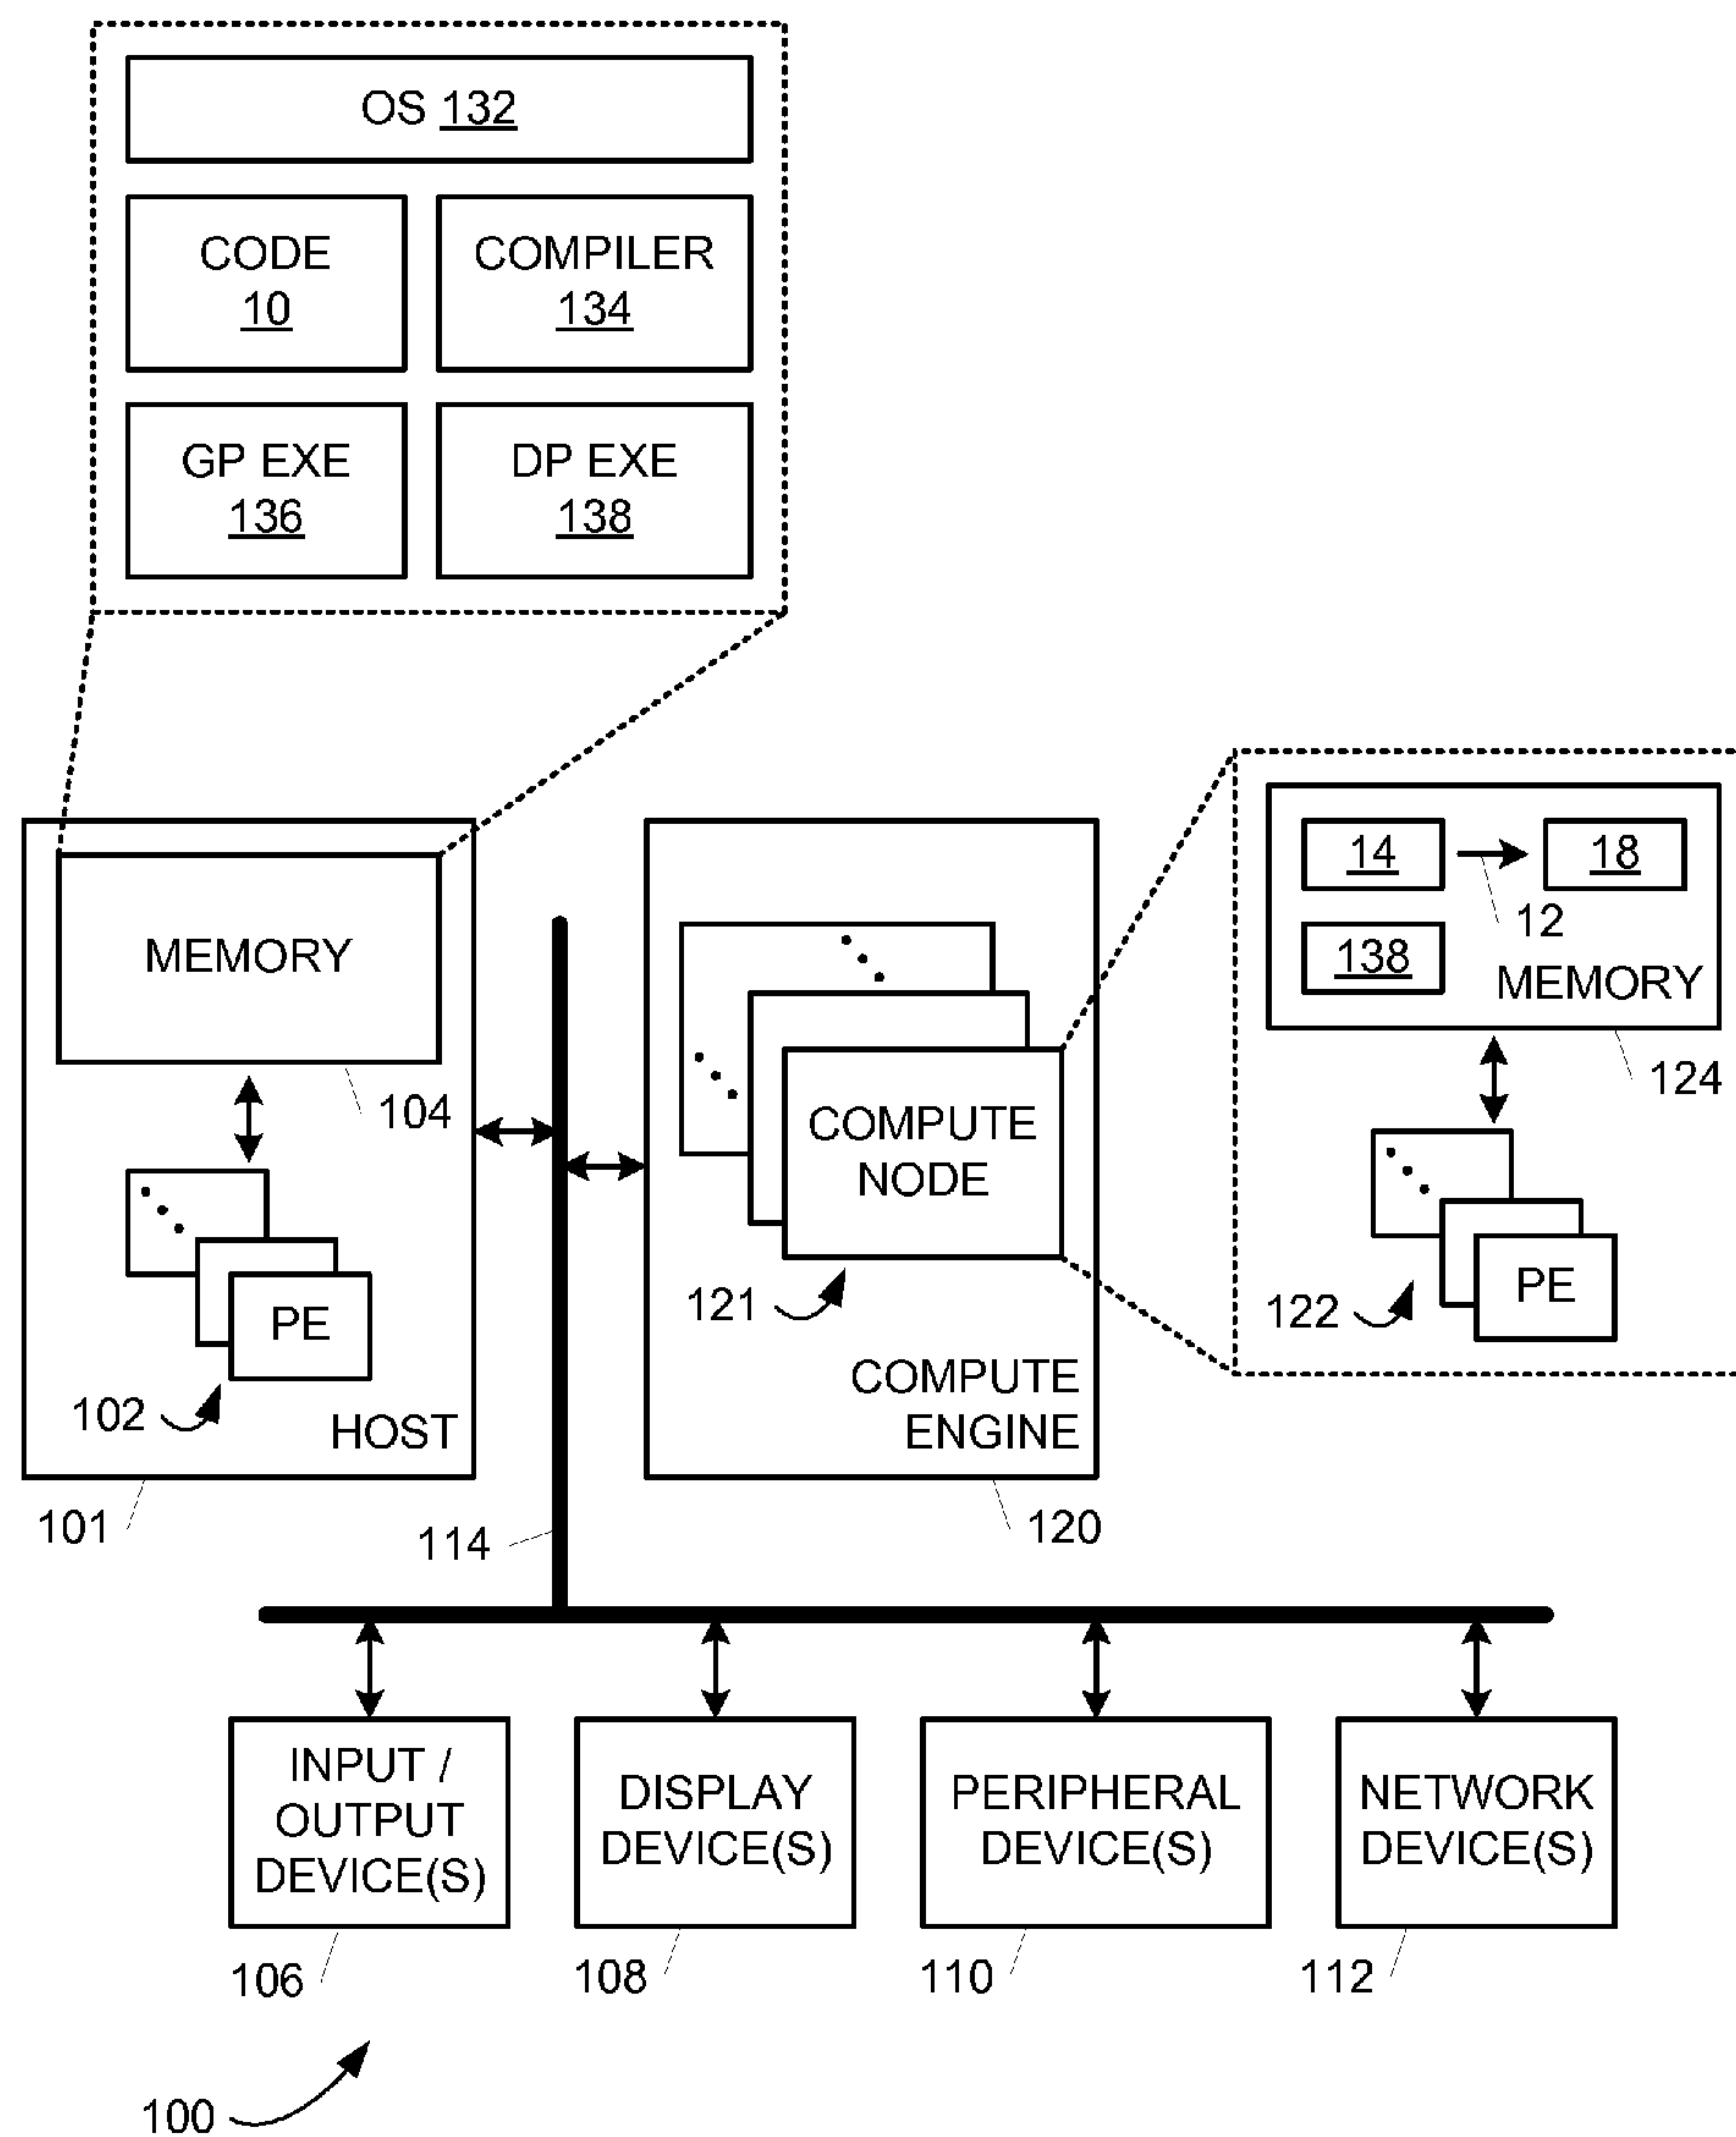 OS 132
CODE
10
COMPILER
134
GP EXE
136
DP EXE
138
14
18
12
138
MEMORY
124
MEMORY
104
COMPUTE
NODE
121
PE
122
PE
102
HOST
101
COMPUTE
ENGINE
120
114
INPUT /
OUTPUT
DEVICE(S)
106
DISPLAY
DEVICE(S)
108
PERIPHERAL
DEVICE(S)
110
NETWORK
DEVICE(S)
112
100